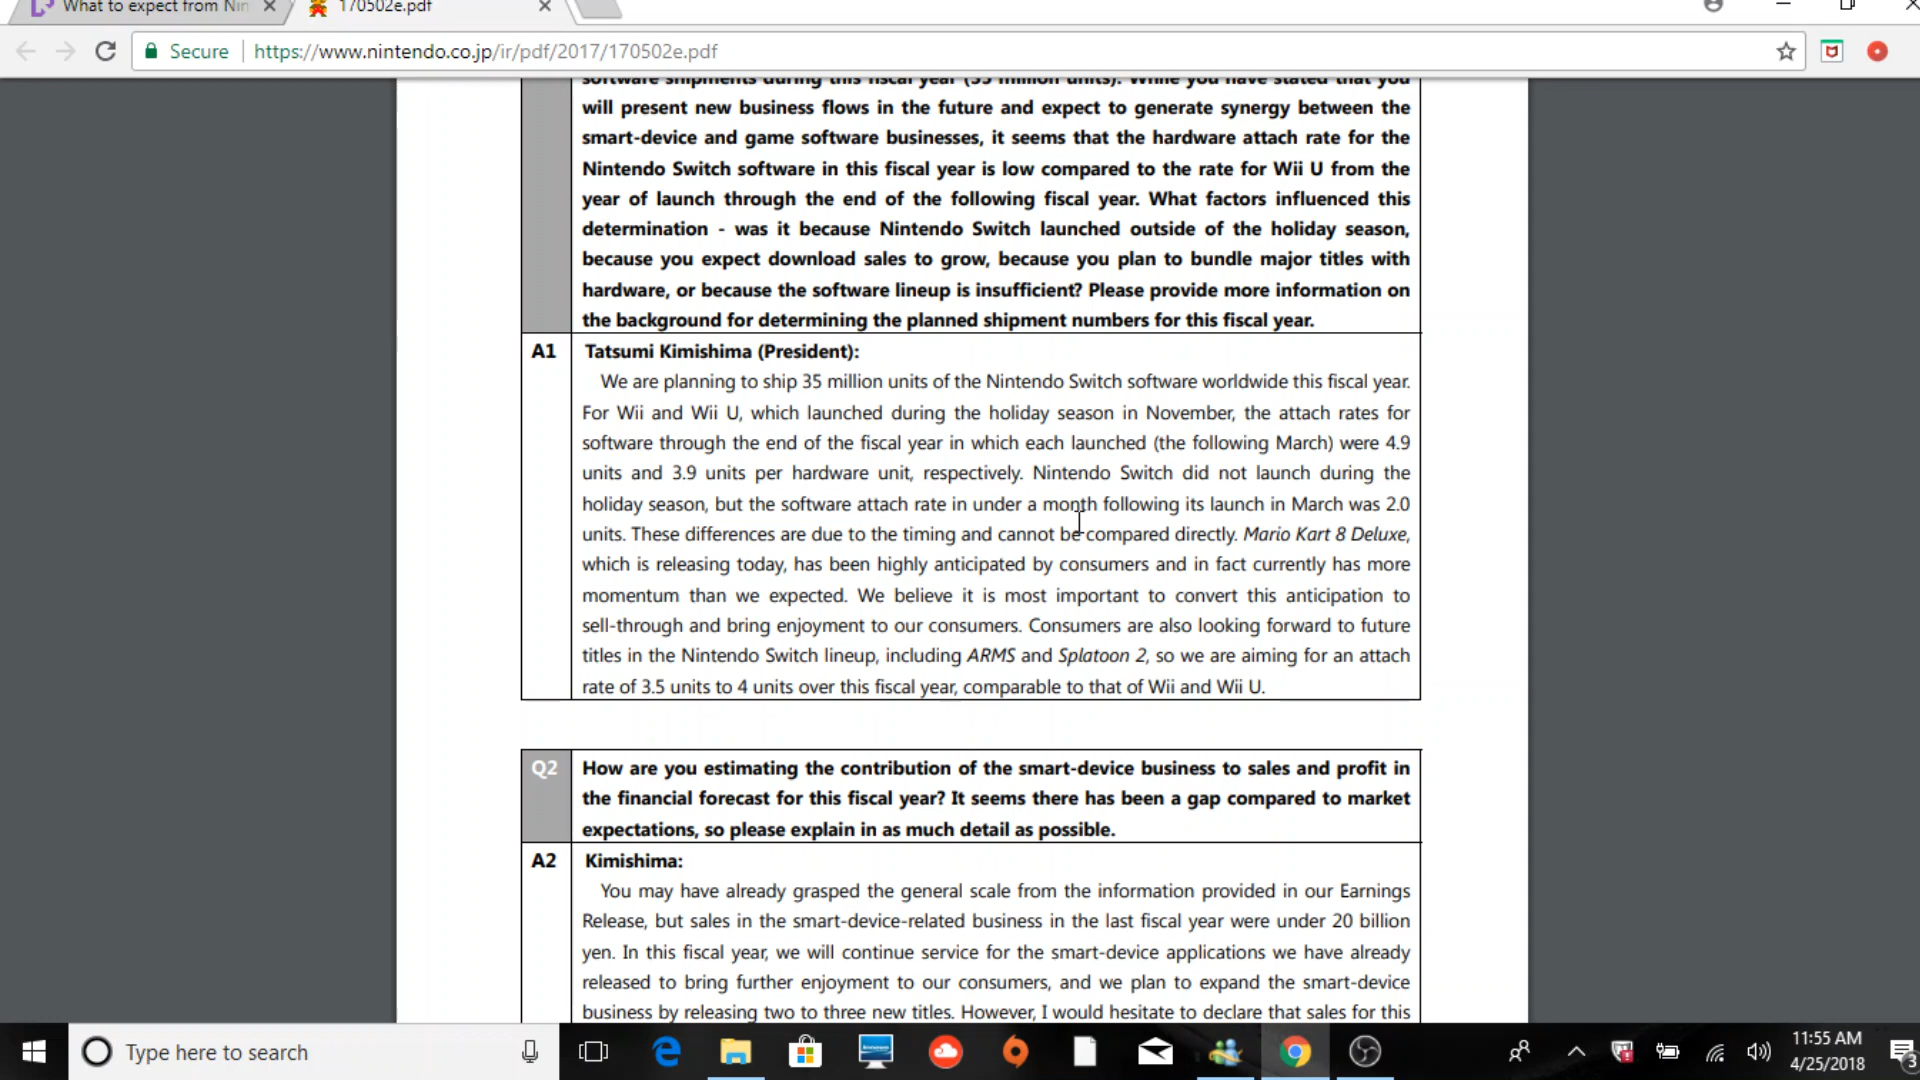 What to expect from Nin
170502e.pdf
Secure
https://www.nintendo.co.jp/ir/pdf/2017/170502e.pdf
software shipments during this fiscal year (35 million units). While you have stated that you
will present new business flows in the future and expect to generate synergy between the
smart-device and game software businesses, it seems that the hardware attach rate for the
Nintendo Switch software in this fiscal year is low compared to the rate for Wii U from the
year of launch through the end of the following fiscal year. What factors influenced this
determination - was it because Nintendo Switch launched outside of the holiday season,
because you expect download sales to grow, because you plan to bundle major titles with
hardware, or because the software lineup is insufficient? Please provide more information on
the background for determining the planned shipment numbers for this fiscal year.
A1
Tatsumi Kimishima (President):
We are planning to ship 35 million units of the Nintendo Switch software worldwide this fiscal year.
For Wii and Wii U, which launched during the holiday season in November, the attach rates for
software through the end of the fiscal year in which each launched (the following March) were 4.9
units and 3.9 units per hardware unit, respectively. Nintendo Switch did not launch during the
holiday season, but the software attach rate in under a month following its launch in March was 2.0
units. These differences are due to the timing and cannot be compared directly. Mario Kart 8 Deluxe,
which is releasing today, has been highly anticipated by consumers and in fact currently has more
momentum than we expected. We believe it is most important to convert this anticipation to
sell-through and bring enjoyment to our consumers. Consumers are also looking forward to future
titles in the Nintendo Switch lineup, including ARMS and Splatoon 2, so we are aiming for an attach
rate of 3.5 units to 4 units over this fiscal year, comparable to that of Wii and Wii U.
Q2
How are you estimating the contribution of the smart-device business to sales and profit in
the financial forecast for this fiscal year? It seems there has been a gap compared to market
expectations, so please explain in as much detail as possible.
A2
Kimishima:
You may have already grasped the general scale from the information provided in our Earnings
Release, but sales in the smart-device-related business in the last fiscal year were under 20 billion
yen. In this fiscal year, we will continue service for the smart-device applications we have already
released to bring further enjoyment to our consumers, and we plan to expand the smart-device
business by releasing two to three new titles. However, I would hesitate to declare that sales for this
Type here to search
11:55 AM
4/25/2018
3